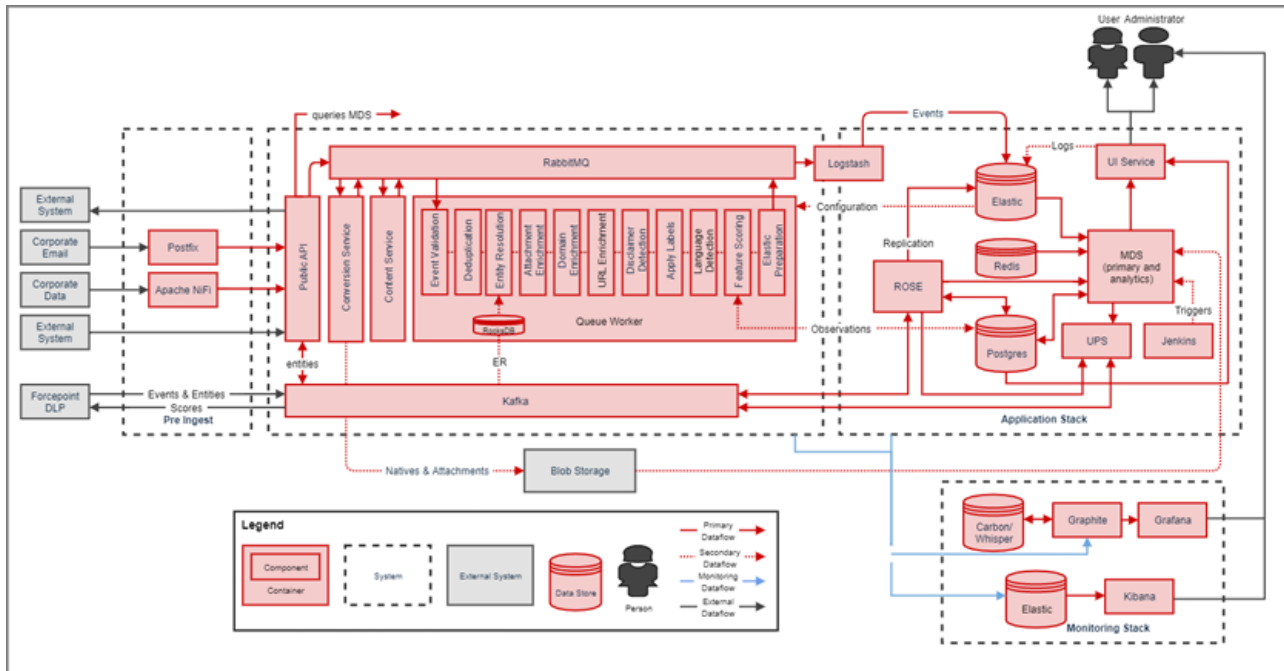 User Administrator
queries MDS
Events
RabbitMQ
Logstash
Logs
UI Service
External
System
Corporate
Email
Corporate
Data
External
System
Forcepoint
DLP
Postfix
Apache NiFi
Events & Entities
Scores
Pre Ingest
Public API
Conversion Service
Content Service
entities
Event Validation
Deduplication
Entity Resolution
Attachment
Enrichment
Domain
Enrichment
URL Enrichment
Disclaimer
Detection
Apply Labels
Language
Detection
Feature Scoring
Elastic
Preparation
RocksDB
Queue Worker
ER
Kafka
Configuration
Observations
Elastic
Replication
Redis
ROSE
MDS
(primary and
analytics)
Triggers
Postgres
UPS
Jenkins
Application Stack
Natives & Attachments
Blob Storage
Carbon/
Whisper
Graphite
Grafana
Elastic
Kibana
Monitoring Stack
Legend
Component
Container
System
External System
Data Store
Person
Primary
Dataflow
Secondary
Dataflow
Monitoring
Dataflow
External
Dataflow